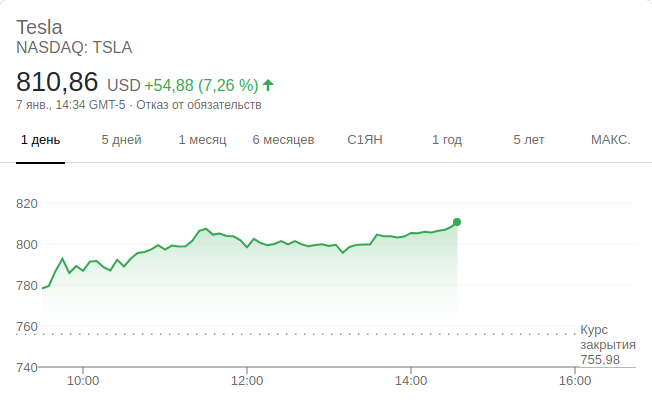 Tesla
NASDAQ: TSLA
810,86 USD +54,88 (7,26 %)
7 янв., 14:34 GMT-5 · Отказ от обязательств
1 день 5 дней 1 месяц 6 месяцев С1ЯН 1 год 5 лет МАКС.
820
800
780
760
740
Курс
закрытия
755,98
10:00 12:00 14:00 16:00